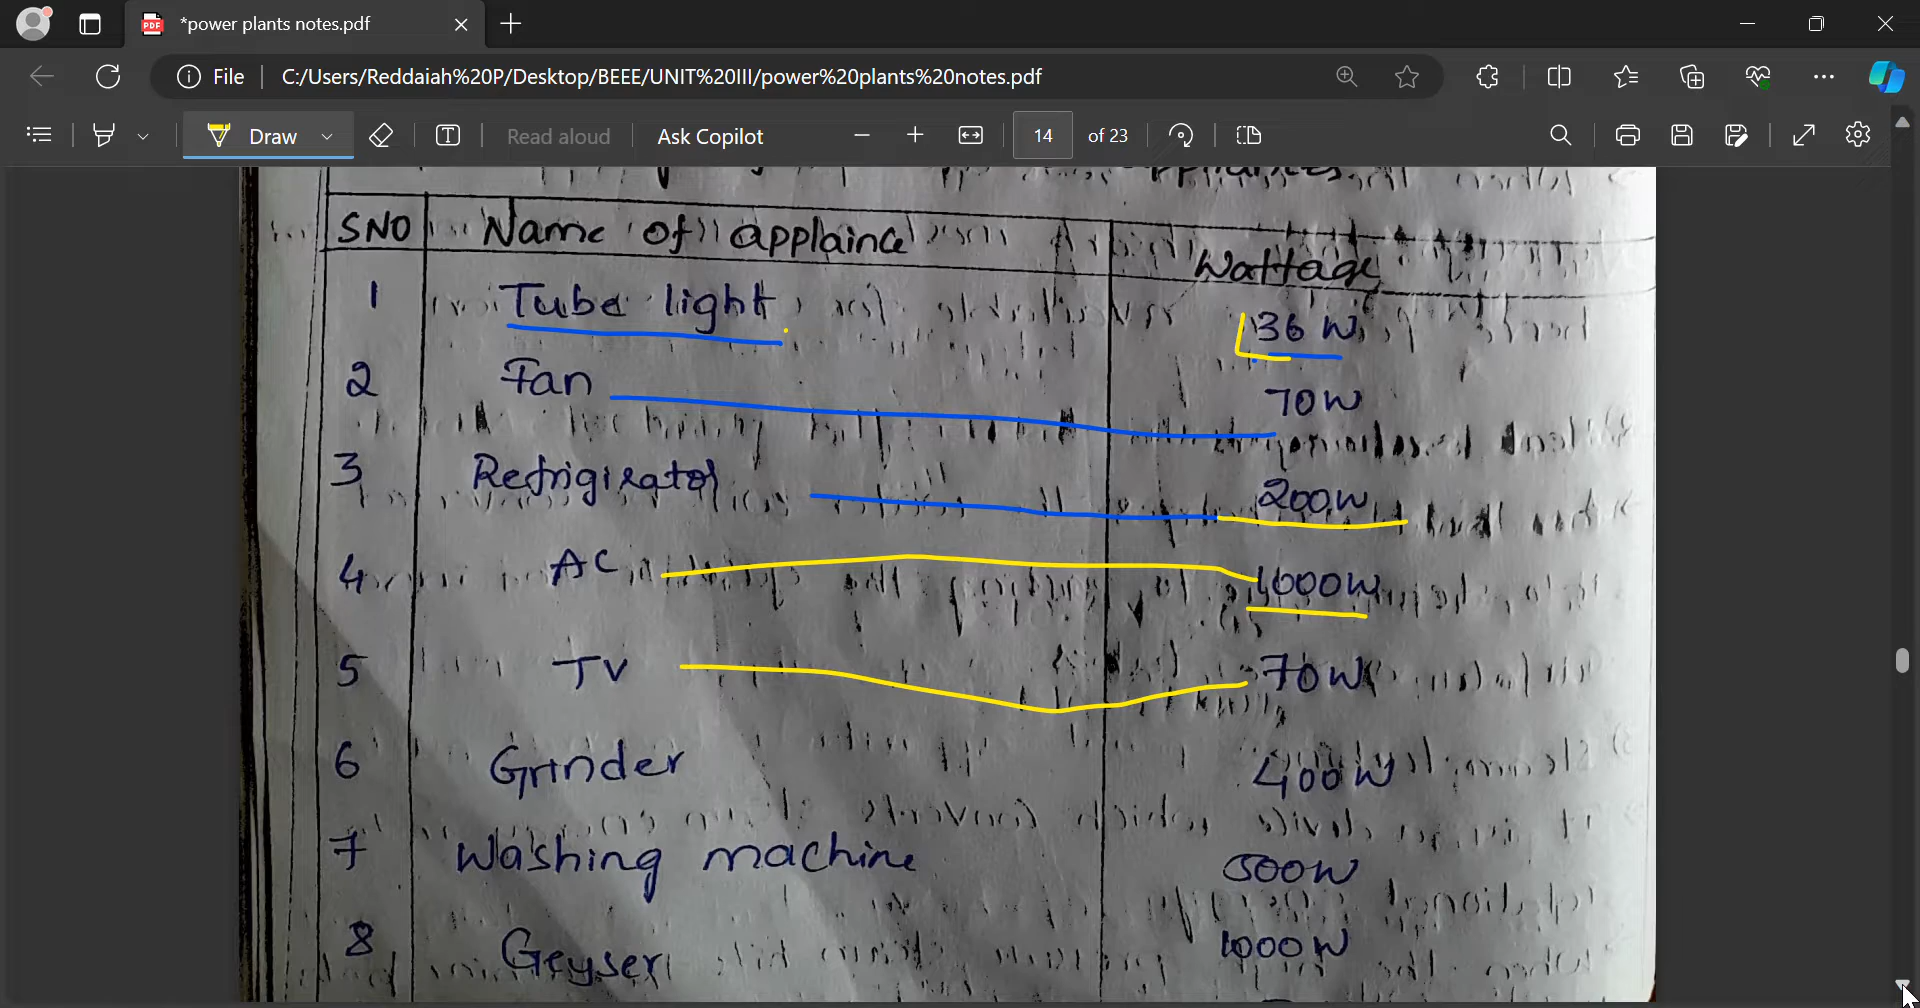 *power plants notes.pdf
File
C:/Users/Reddaiah%20P/Desktop/BEEE/UNIT%20III/power%20plants%20notes.pdf
Draw
Read aloud
Ask Copilot
14 of 23
SNO Name of applaince Wattage
1 Tube light 36 W
2 Fan 70W
3 Refrigirator 200W
4 AC 1000W
5 TV 70W
6 Grinder 400W
7 Washing machine 500W
8 Geyser 1000W